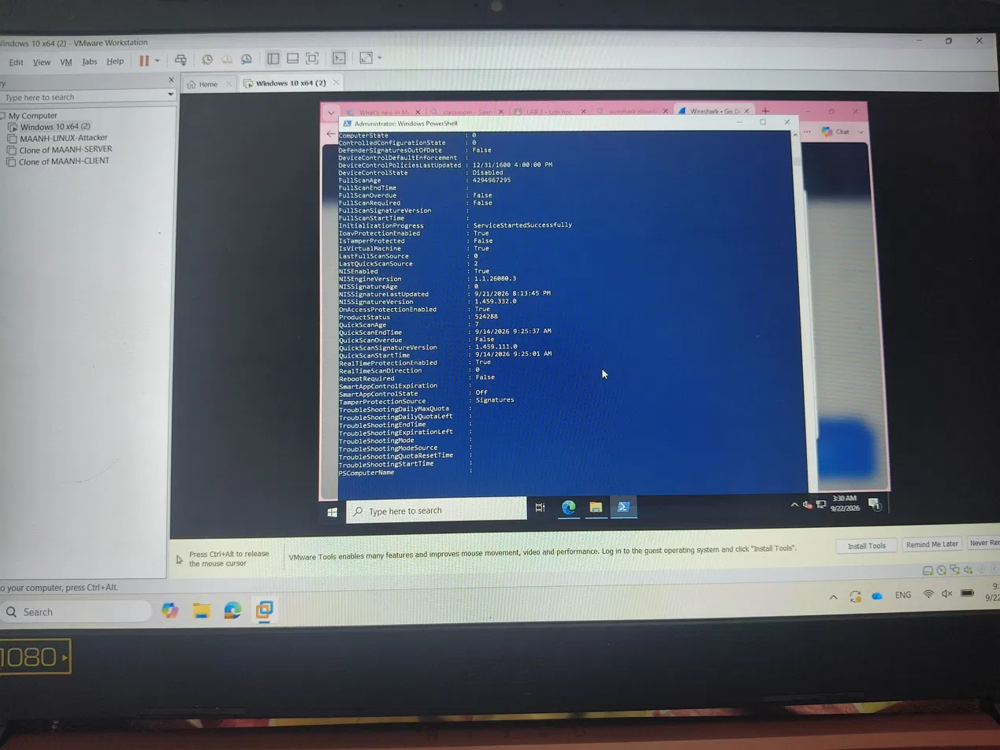 Windows 10 x64 (2) - VMware Workstation
Edit View VM Tabs Help
Type here to search
My Computer
Windows 10 x64 (2)
MAANH-LINUX-Attacker
Clone of MAANH-SERVER
Clone of MAANH-CLIENT
Home
Windows 10 x64 (2)
What's new in M
classroom - Sear
LAB 3 - Lớp học
Wireshark • Go D
Chat
Administrator: Windows PowerShell
ComputerState : 0
ControlledConfigurationState : 0
DefenderSignaturesOutOfDate : False
DeviceControlDefaultEnforcement :
DeviceControlPoliciesLastUpdated : 12/31/1600 4:00:00 PM
DeviceControlState : Disabled
FullScanAge : 4294967295
FullScanEndTime :
FullScanOverdue : False
FullScanRequired : False
FullScanSignatureVersion :
FullScanStartTime :
InitializationProgress : ServiceStartedSuccessfully
IoavProtectionEnabled : True
IsTamperProtected : False
IsVirtualMachine : True
LastFullScanSource : 0
LastQuickScanSource : 2
NISEnabled : True
NISEngineVersion : 1.1.26080.3
NISSignatureAge : 0
NISSignatureLastUpdated : 9/21/2026 8:13:45 PM
NISSignatureVersion : 1.459.332.0
OnAccessProtectionEnabled : True
ProductStatus : 524288
QuickScanAge : 7
QuickScanEndTime : 9/14/2026 9:25:37 AM
QuickScanOverdue : False
QuickScanSignatureVersion : 1.459.111.0
QuickScanStartTime : 9/14/2026 9:25:01 AM
RealTimeProtectionEnabled : True
RealTimeScanDirection : 0
RebootRequired : False
SmartAppControlExpiration :
SmartAppControlState : Off
TamperProtectionSource : Signatures
TroubleShootingDailyMaxQuota :
TroubleShootingDailyQuotaLeft :
TroubleShootingEndTime :
TroubleShootingExpirationLeft :
TroubleShootingMode :
TroubleShootingModeSource :
TroubleShootingQuotaResetTime :
TroubleShootingStartTime :
PSComputerName :
Type here to search
3:30 AM
9/22/2026
Press Ctrl+Alt to release
the mouse cursor
VMware Tools enables many features and improves mouse movement, video and performance. Log in to the guest operating system and click "Install Tools".
Install Tools
Remind Me Later
Never Re
o your computer, press Ctrl+Alt.
Search
ENG
9:
9/22
1080